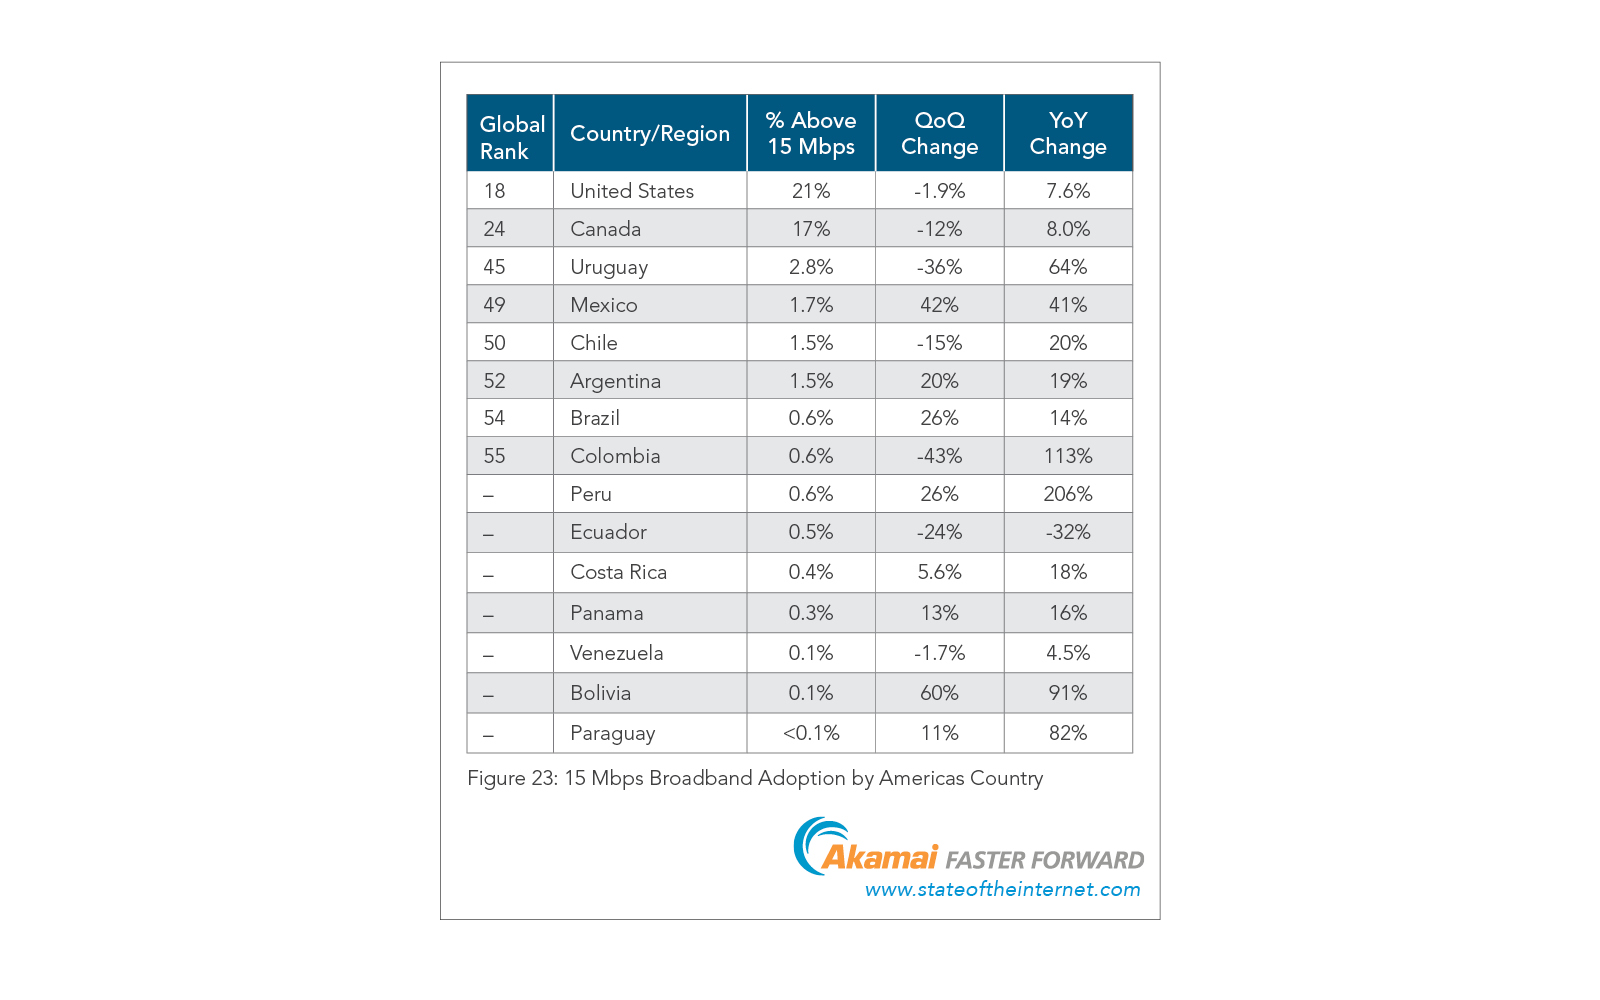 Global Rank Country/Region % Above 15 Mbps QoQ Change YoY Change
18 United States 21% -1.9% 7.6%
24 Canada 17% -12% 8.0%
45 Uruguay 2.8% -36% 64%
49 Mexico 1.7% 42% 41%
50 Chile 1.5% -15% 20%
52 Argentina 1.5% 20% 19%
54 Brazil 0.6% 26% 14%
55 Colombia 0.6% -43% 113%
– Peru 0.6% 26% 206%
– Ecuador 0.5% -24% -32%
– Costa Rica 0.4% 5.6% 18%
– Panama 0.3% 13% 16%
– Venezuela 0.1% -1.7% 4.5%
– Bolivia 0.1% 60% 91%
– Paraguay <0.1% 11% 82%
Figure 23: 15 Mbps Broadband Adoption by Americas Country
Akamai FASTER FORWARD
www.stateoftheinternet.com